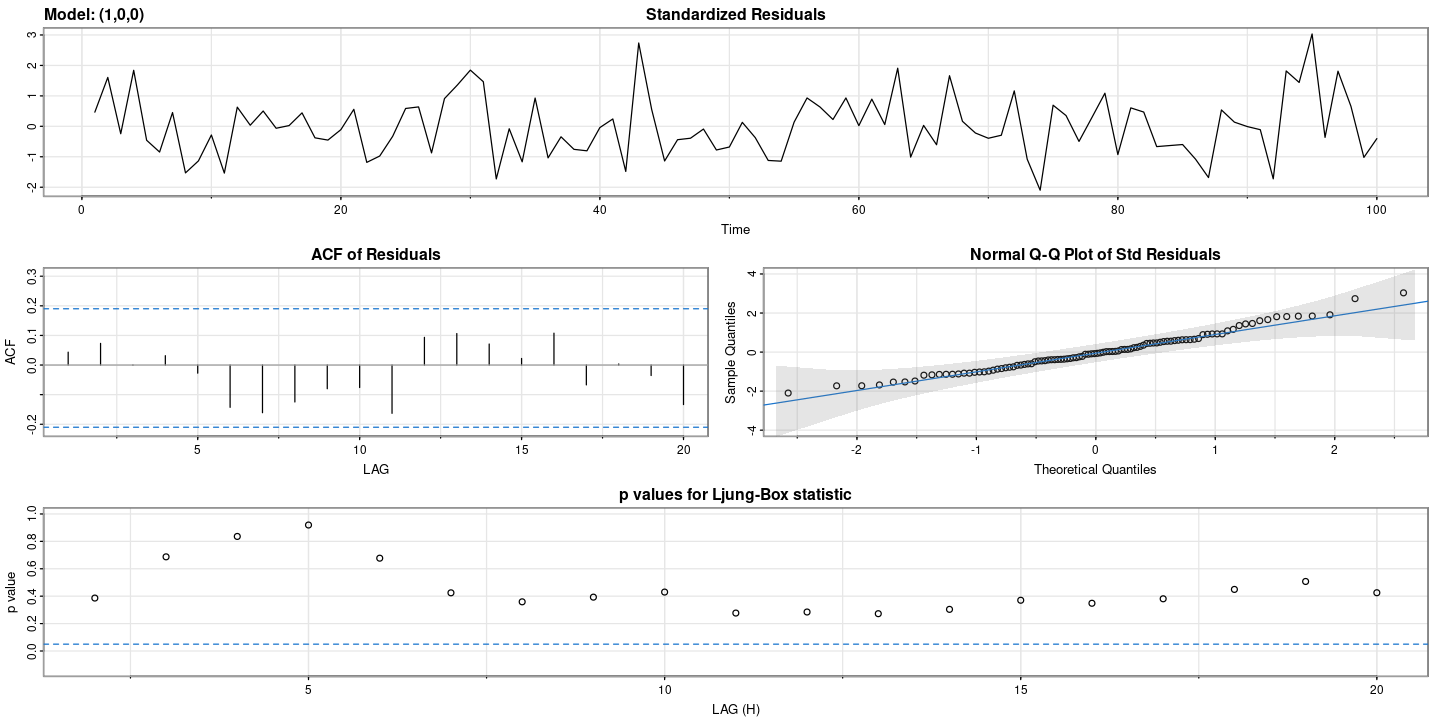 Model: (1,0,0) Standardized Residuals
3
2
1
0
-1
-2
0 20 40 60 80 100
Time
ACF of Residuals
0.3
0.2
0.1
0.0
-0.2
ACF
5 10 15 20
LAG
Normal Q-Q Plot of Std Residuals
4
2
0
-2
-4
Sample Quantiles
-2 -1 0 1 2
Theoretical Quantiles
p values for Ljung-Box statistic
1.0
0.8
0.6
0.4
0.2
0.0
p value
5 10 15 20
LAG (H)